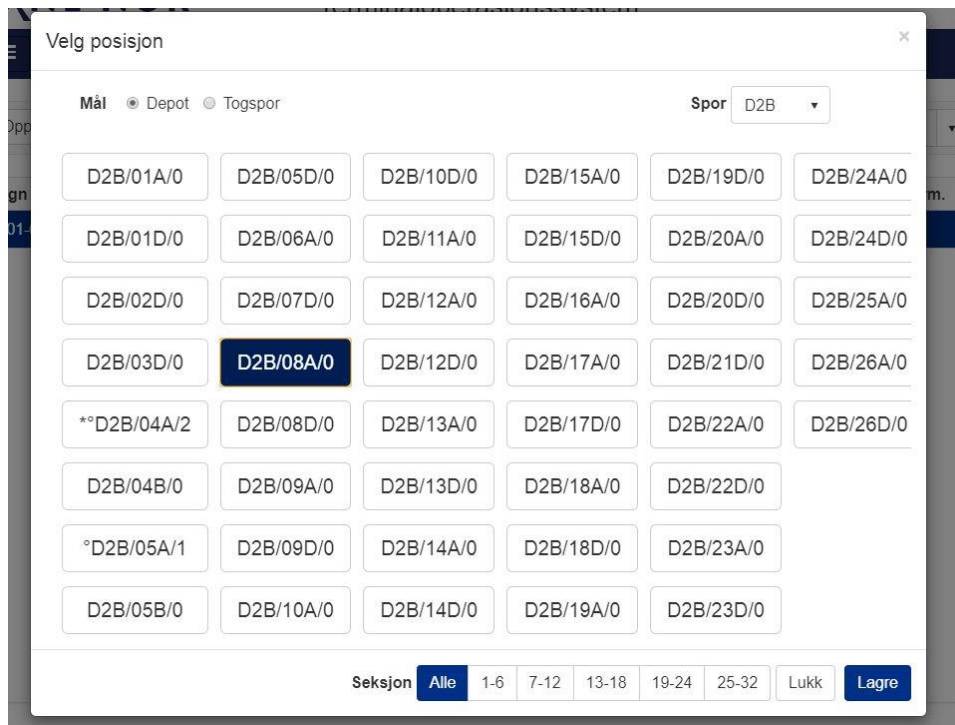 Terminaloperasjonssystem
Velg posisjon ×
Mål Depot Togspor Spor D2B
Opp
gn rm.
01-
D2B/01A/0 D2B/05D/0 D2B/10D/0 D2B/15A/0 D2B/19D/0 D2B/24A/0
D2B/01D/0 D2B/06A/0 D2B/11A/0 D2B/15D/0 D2B/20A/0 D2B/24D/0
D2B/02D/0 D2B/07D/0 D2B/12A/0 D2B/16A/0 D2B/20D/0 D2B/25A/0
D2B/03D/0 D2B/08A/0 D2B/12D/0 D2B/17A/0 D2B/21D/0 D2B/26A/0
*°D2B/04A/2 D2B/08D/0 D2B/13A/0 D2B/17D/0 D2B/22A/0 D2B/26D/0
D2B/04B/0 D2B/09A/0 D2B/13D/0 D2B/18A/0 D2B/22D/0
°D2B/05A/1 D2B/09D/0 D2B/14A/0 D2B/18D/0 D2B/23A/0
D2B/05B/0 D2B/10A/0 D2B/14D/0 D2B/19A/0 D2B/23D/0
Seksjon Alle 1-6 7-12 13-18 19-24 25-32 Lukk Lagre